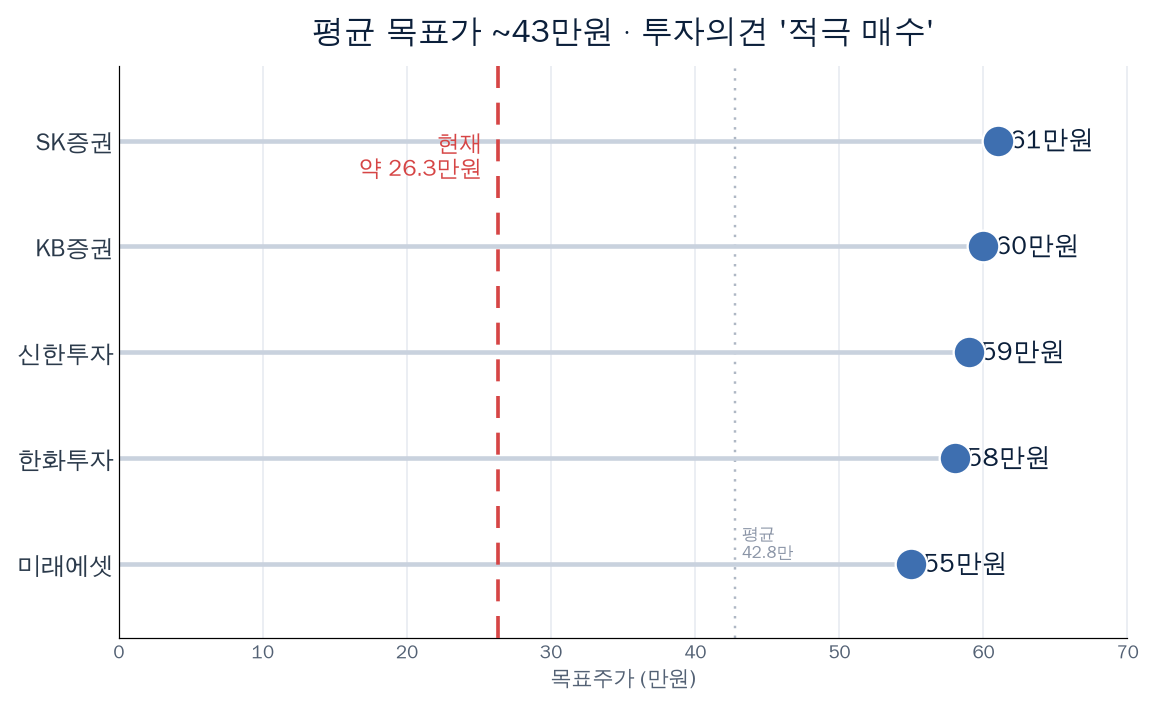 평균 목표가 ~43만원 · 투자의견 '적극 매수'
SK증권
현재
약 26.3만원
61만원
KB증권
60만원
신한투자
59만원
한화투자
58만원
평균
42.8만
미래에셋
55만원
0 10 20 30 40 50 60 70
목표주가 (만원)